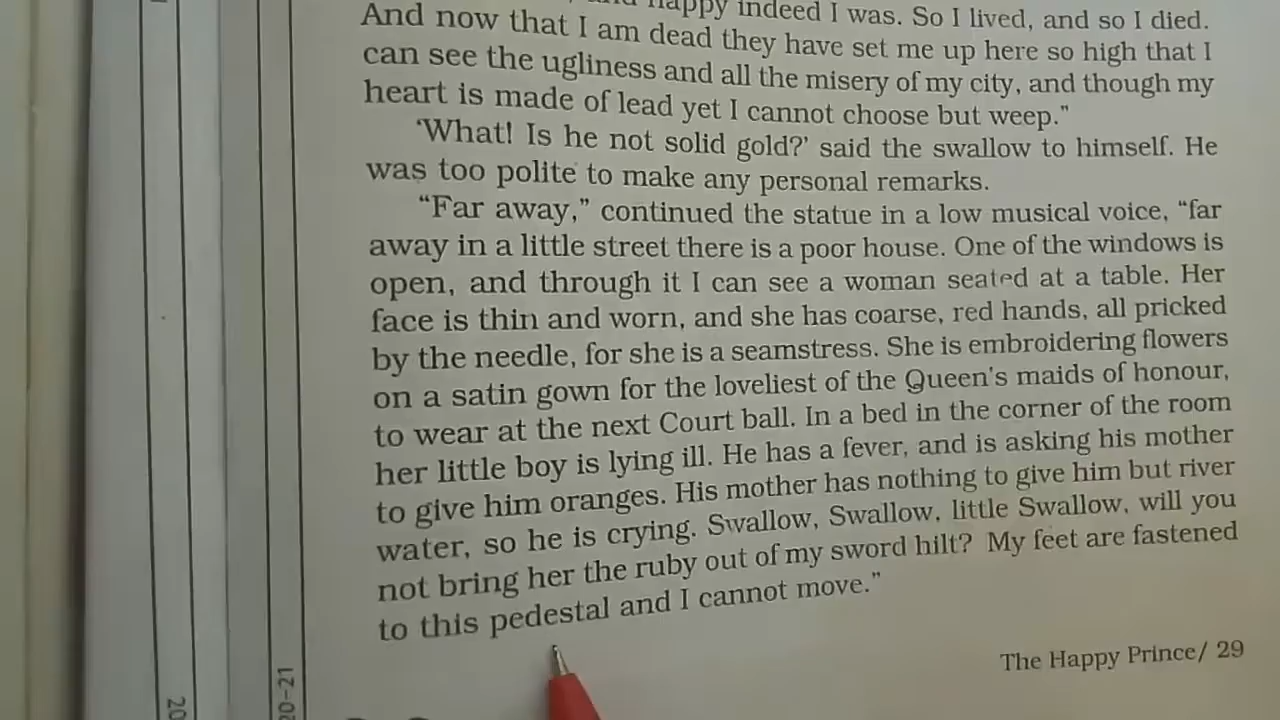 happy indeed I was. So I lived, and so I died.
And now that I am dead they have set me up here so high that I
can see the ugliness and all the misery of my city, and though my
heart is made of lead yet I cannot choose but weep."
'What! Is he not solid gold?' said the swallow to himself. He
was too polite to make any personal remarks.
"Far away," continued the statue in a low musical voice, "far
away in a little street there is a poor house. One of the windows is
open, and through it I can see a woman seated at a table. Her
face is thin and worn, and she has coarse, red hands, all pricked
by the needle, for she is a seamstress. She is embroidering flowers
on a satin gown for the loveliest of the Queen's maids of honour,
to wear at the next Court ball. In a bed in the corner of the room
her little boy is lying ill. He has a fever, and is asking his mother
to give him oranges. His mother has nothing to give him but river
water, so he is crying. Swallow, Swallow, little Swallow, will you
not bring her the ruby out of my sword hilt? My feet are fastened
to this pedestal and I cannot move."
The Happy Prince/ 29
20-21
20